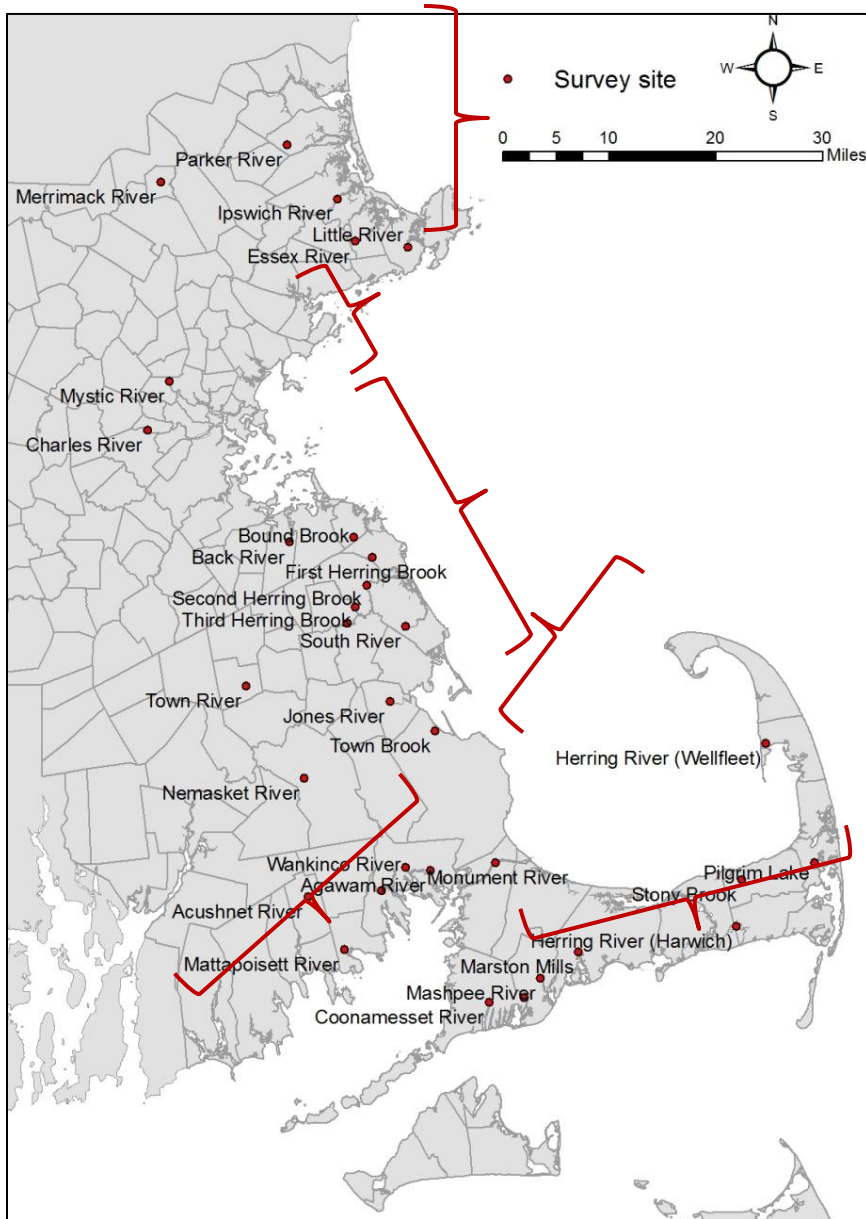 N
Survey site
W E
S
0 10 20 30
Miles
Parker River
Merrimack River
Ipswich River
Little River
Essex River
Mystic River
Charles River
Bound Brook
Back River
First Herring Brook
Second Herring Brook
Third Herring Brook
South River
Town River
Jones River
Town Brook
Herring River (Wellfleet)
Nemasket River
Wankinco River
Monument River
Pilgrim Lake
Agawam River
Stony Brook
Acushnet River
Herring River (Harwich)
Mattapoisett River
Marston Mills
Mashpee River
Coonamesset River